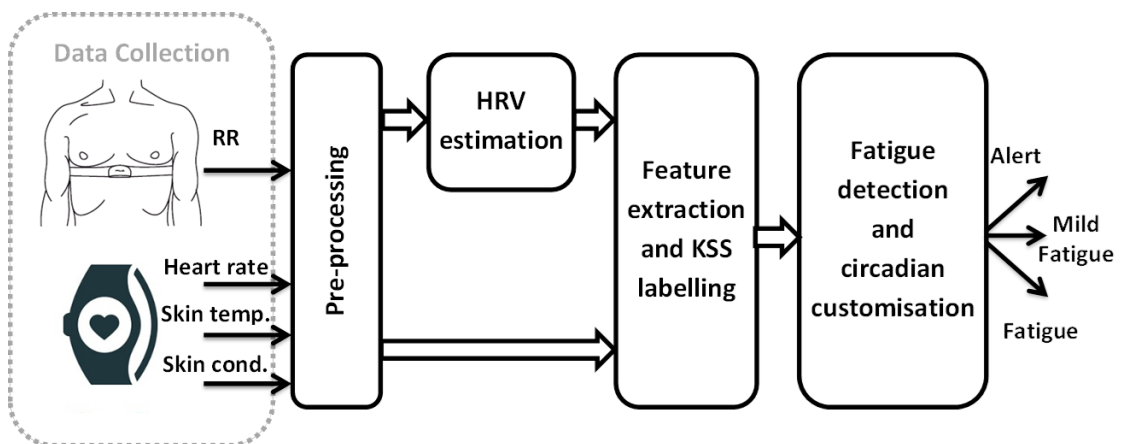 Data Collection
RR
Heart rate
Skin temp.
Skin cond.
Pre-processing
HRV
estimation
Feature
extraction
and KSS
labelling
Fatigue
detection
and
circadian
customisation
Alert
Mild
Fatigue
Fatigue